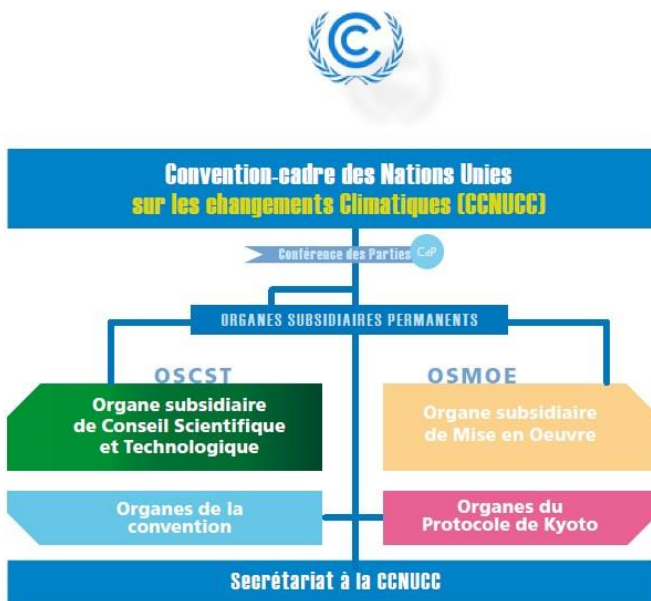 Convention-cadre des Nations Unies
sur les changements Climatiques (CCNUCC)
Conférence des Parties CdP
ORGANES SUBSIDIAIRES PERMANENTS
OSCST
Organe subsidiaire
de Conseil Scientifique
et Technologique
OSMOE
Organe subsidiaire
de Mise en Oeuvre
Organes de la
convention
Organes du
Protocole de Kyoto
Secrétariat à la CCNUCC